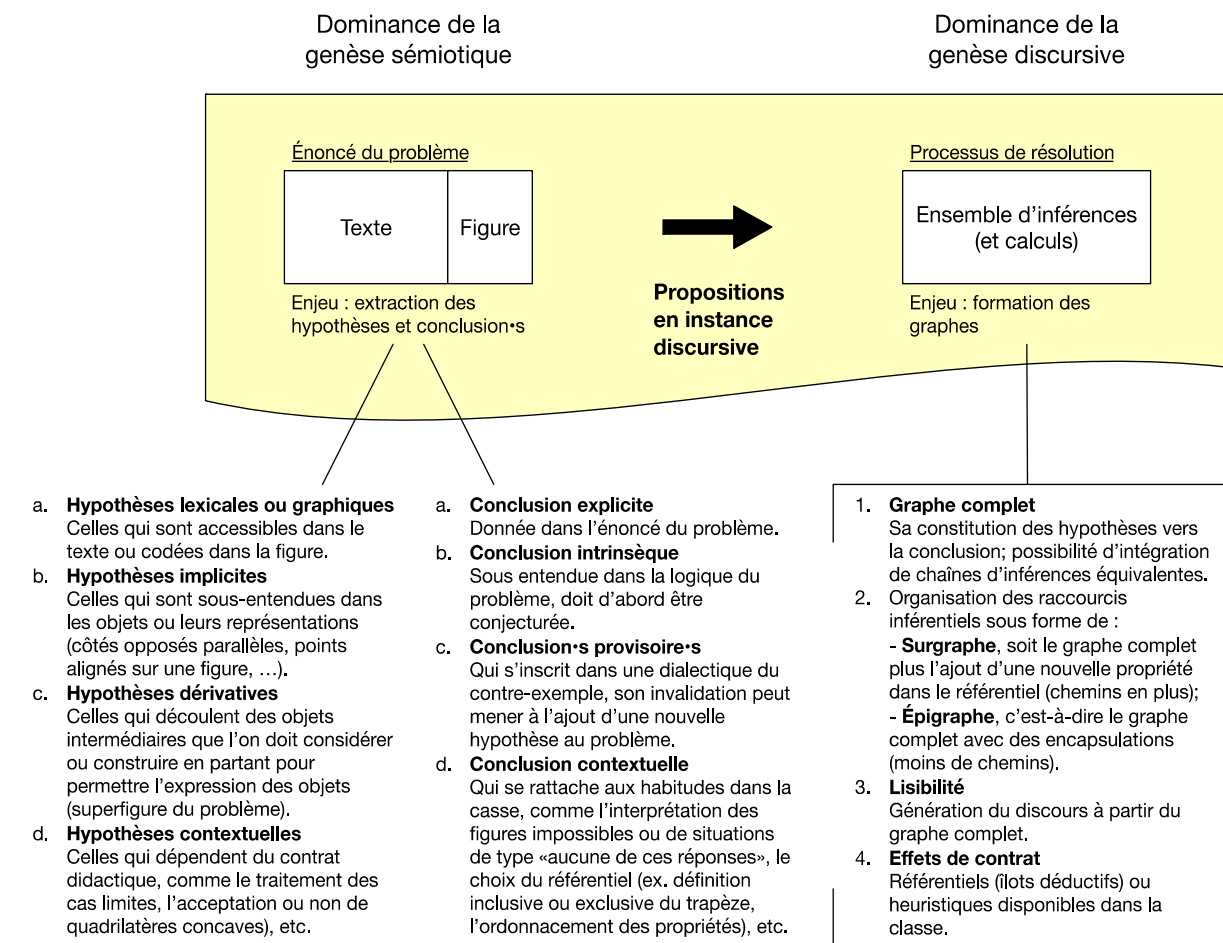 Dominance de la
genèse sémiotique
Dominance de la
genèse discursive
Énoncé du problème
Texte
Figure
Enjeu : extraction des
hypothèses et conclusion•s
Propositions
en instance
discursive
Processus de résolution
Ensemble d'inférences
(et calculs)
Enjeu : formation des
graphes
a. Hypothèses lexicales ou graphiques
Celles qui sont accessibles dans le
texte ou codées dans la figure.
b. Hypothèses implicites
Celles qui sont sous-entendues dans
les objets ou leurs représentations
(côtés opposés parallèles, points
alignés sur une figure, …).
c. Hypothèses dérivatives
Celles qui découlent des objets
intermédiaires que l'on doit considérer
ou construire en partant pour
permettre l'expression des objets
(superfigure du problème).
d. Hypothèses contextuelles
Celles qui dépendent du contrat
didactique, comme le traitement des
cas limites, l'acceptation ou non de
quadrilatères concaves), etc.
a. Conclusion explicite
Donnée dans l'énoncé du problème.
b. Conclusion intrinsèque
Sous entendue dans la logique du
problème, doit d'abord être
conjecturée.
c. Conclusion•s provisoire•s
Qui s'inscrit dans une dialectique du
contre-exemple, son invalidation peut
mener à l'ajout d'une nouvelle
hypothèse au problème.
d. Conclusion contextuelle
Qui se rattache aux habitudes dans la
casse, comme l'interprétation des
figures impossibles ou de situations
de type «aucune de ces réponses», le
choix du référentiel (ex. définition
inclusive ou exclusive du trapèze,
l'ordonnacement des propriétés), etc.
1. Graphe complet
Sa constitution des hypothèses vers
la conclusion; possibilité d'intégration
de chaînes d'inférences équivalentes.
2. Organisation des raccourcis
inférentiels sous forme de :
- Surgraphe, soit le graphe complet
plus l'ajout d'une nouvelle propriété
dans le référentiel (chemins en plus);
- Épigraphe, c'est-à-dire le graphe
complet avec des encapsulations
(moins de chemins).
3. Lisibilité
Génération du discours à partir du
graphe complet.
4. Effets de contrat
Référentiels (îlots déductifs) ou
heuristiques disponibles dans la
classe.